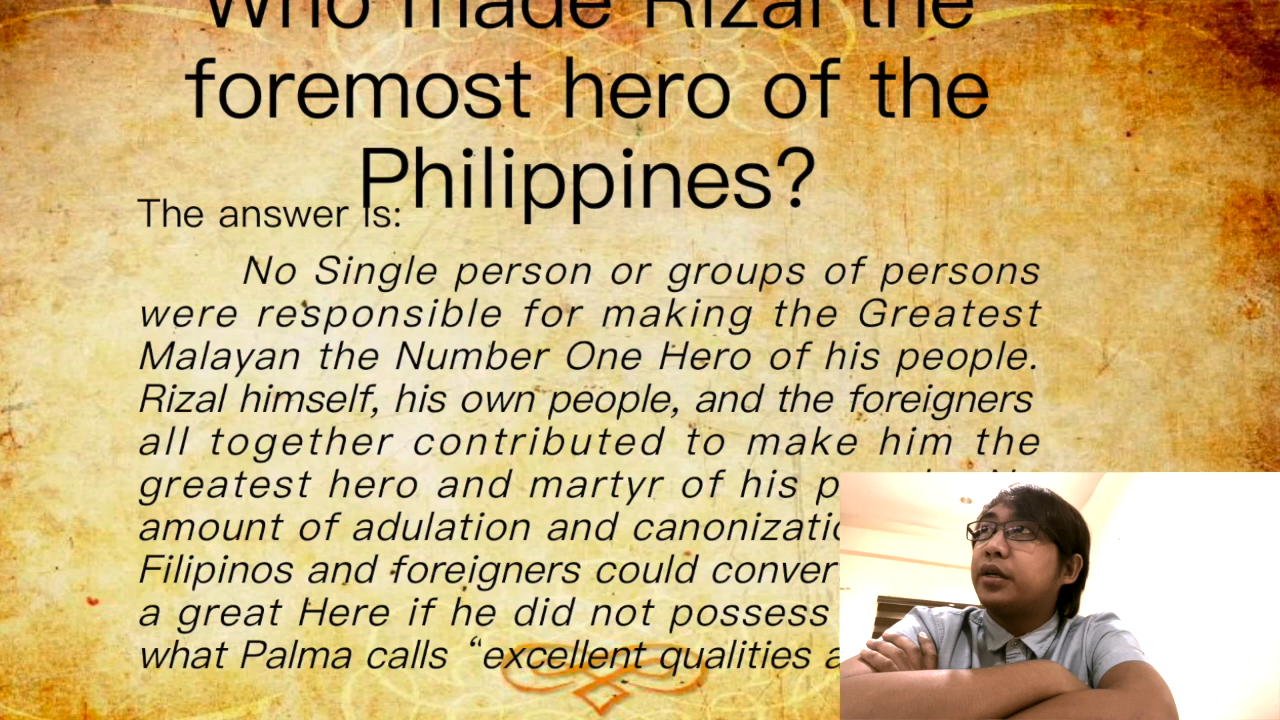 Who made Rizal the
foremost hero of the
Philippines?
The answer is:
No Single person or groups of persons
were responsible for making the Greatest
Malayan the Number One Hero of his people.
Rizal himself, his own people, and the foreigners
all together contributed to make him the
greatest hero and martyr of his
amount of adulation and
Filipinos and foreigners could
a great Here if he did not possess
what Palma calls “excellent qualities